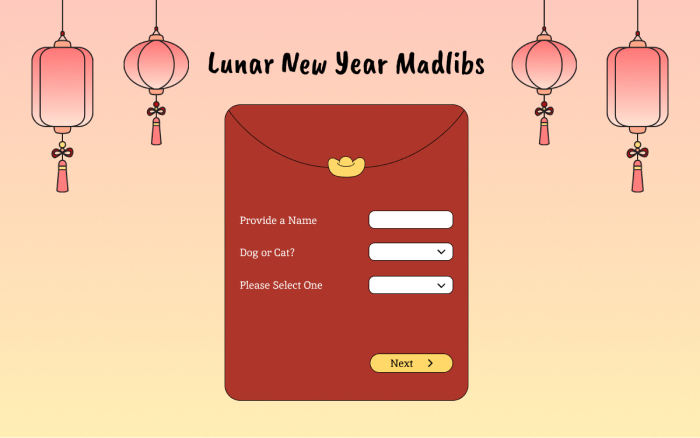 Lunar New Year Madlibs
Provide a Name
Dog or Cat?
Please Select One
Next